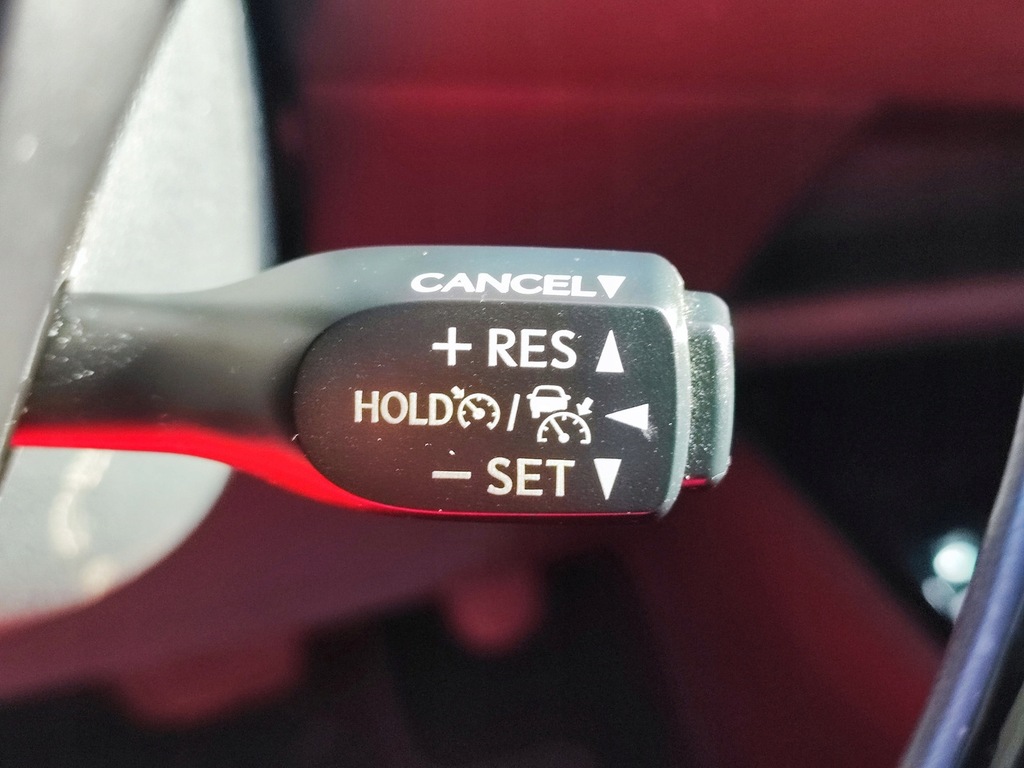 CANCEL▼
+ RES ▲
HOLD / ◀
− SET ▼